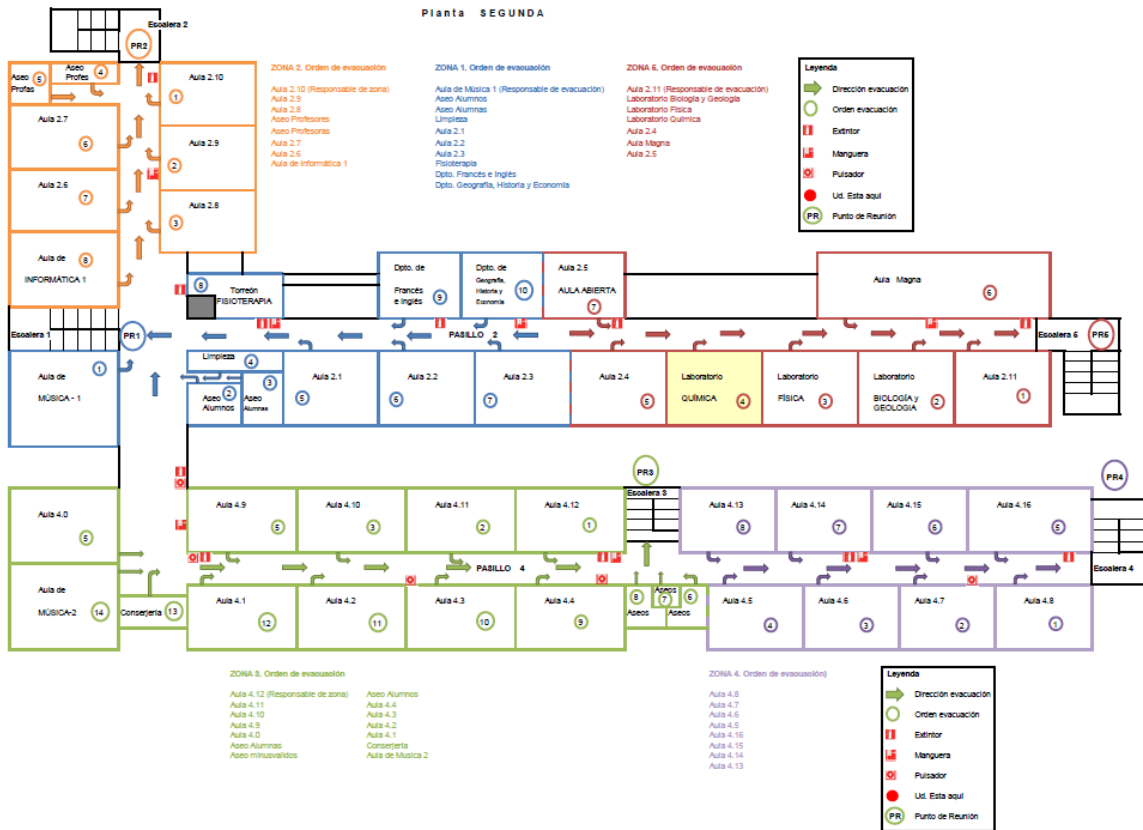 Planta SEGUNDA
Escalera 2
PR2
Aseo
Profas
5
Aseo
Profes
4
Aula 2.10
1
Aula 2.7
6
Aula 2.9
2
Aula 2.6
7
Aula 2.8
3
Aula de
INFORMÁTICA 1
8
ZONA 2. Orden de evacuación
Aula 2.10 (Responsable de zona)
Aula 2.9
Aula 2.8
Aseo Profesores
Aseo Profesoras
Aula 2.7
Aula 2.6
Aula de Informática 1
ZONA 1. Orden de evacuación
Aula de Música 1 (Responsable de evacuación)
Aseo Alumnos
Aseo Alumnas
Limpieza
Aula 2.1
Aula 2.2
Aula 2.3
Fisioterapia
Dpto. Francés e Inglés
Dpto. Geografía, Historia y Economía
ZONA 5. Orden de evacuación
Aula 2.11 (Responsable de evacuación)
Laboratorio Biología y Geología
Laboratorio Física
Laboratorio Química
Aula 2.4
Aula Magna
Aula 2.5
Leyenda
Dirección evacuación
Orden evacuación
Extintor
Manguera
Pulsador
Ud. Esta aquí
PR Punto de Reunión
8
Torreón
FISIOTERAPIA
Dpto. de
Francés
e Inglés
9
Dpto. de
Geografía,
Historia y
Economía
10
Aula 2.5
AULA ABIERTA
7
Aula Magna
6
Escalera 1
PR1
PASILLO 2
Escalera 5
PR5
Aula de
MÚSICA - 1
1
Limpieza
4
Aseo
Alumnos
2
Aseo
Alumnas
3
Aula 2.1
5
Aula 2.2
6
Aula 2.3
7
Aula 2.4
5
Laboratorio
QUÍMICA
4
Laboratorio
FÍSICA
3
Laboratorio
BIOLOGÍA y
GEOLOGIA
2
Aula 2.11
1
PR3
PR4
Aula 4.0
5
Aula 4.9
5
Aula 4.10
3
Aula 4.11
2
Aula 4.12
1
Escalera 3
Aula 4.13
8
Aula 4.14
7
Aula 4.15
6
Aula 4.16
5
PASILLO 4
Escalera 4
Aula de
MÚSICA-2
14
Conserjería
13
Aula 4.1
12
Aula 4.2
11
Aula 4.3
10
Aula 4.4
9
8
Aseos
Aseos
7
6
Aseos
Aula 4.5
4
Aula 4.6
3
Aula 4.7
2
Aula 4.8
1
ZONA 3. Orden de evacuación
Aula 4.12 (Responsable de zona)
Aula 4.11
Aula 4.10
Aula 4.9
Aula 4.0
Aseo Alumnas
Aseo minusvalidos
Aseo Alumnos
Aula 4.4
Aula 4.3
Aula 4.2
Aula 4.1
Conserjería
Aula de Musica 2
ZONA 4. Orden de evacuación)
Aula 4.8
Aula 4.7
Aula 4.6
Aula 4.5
Aula 4.16
Aula 4.15
Aula 4.14
Aula 4.13
Leyenda
Dirección evacuación
Orden evacuación
Extintor
Manguera
Pulsador
Ud. Esta aquí
PR Punto de Reunión